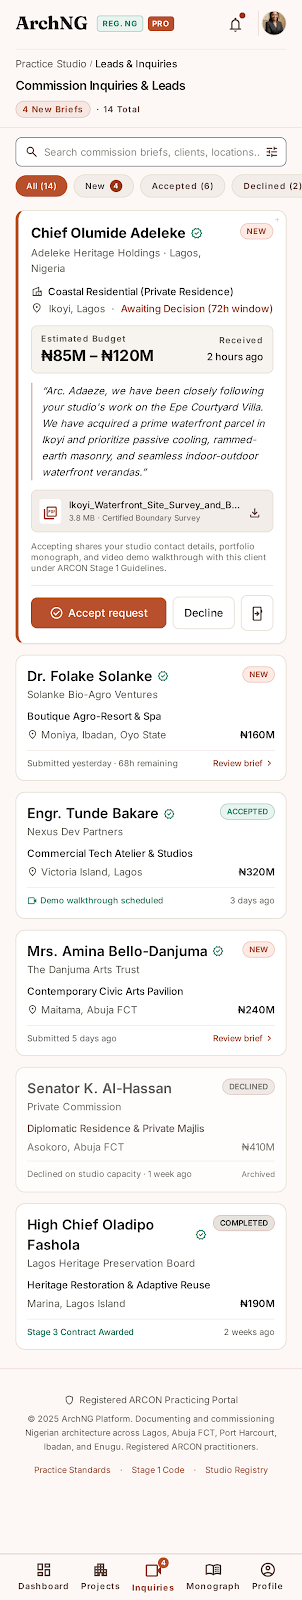 ArchNG REG. NG PRO
Practice Studio / Leads & Inquiries
Commission Inquiries & Leads
4 New Briefs · 14 Total
Search commission briefs, clients, locations..
All (14) New 4 Accepted (6) Declined (2)
Chief Olumide Adeleke NEW
Adeleke Heritage Holdings · Lagos,
Nigeria
Coastal Residential (Private Residence)
Ikoyi, Lagos · Awaiting Decision (72h window)
Estimated Budget Received
₦85M – ₦120M 2 hours ago
“Arc. Adaeze, we have been closely following
your studio's work on the Epe Courtyard Villa.
We have acquired a prime waterfront parcel in
Ikoyi and prioritize passive cooling, rammed-
earth masonry, and seamless indoor-outdoor
waterfront verandas.”
Ikoyi_Waterfront_Site_Survey_and_B...
3.8 MB · Certified Boundary Survey
Accepting shares your studio contact details, portfolio
monograph, and video demo walkthrough with this client
under ARCON Stage 1 Guidelines.
Accept request Decline
Dr. Folake Solanke NEW
Solanke Bio-Agro Ventures
Boutique Agro-Resort & Spa
Moniya, Ibadan, Oyo State ₦160M
Submitted yesterday · 68h remaining Review brief
Engr. Tunde Bakare ACCEPTED
Nexus Dev Partners
Commercial Tech Atelier & Studios
Victoria Island, Lagos ₦320M
Demo walkthrough scheduled 3 days ago
Mrs. Amina Bello-Danjuma NEW
The Danjuma Arts Trust
Contemporary Civic Arts Pavilion
Maitama, Abuja FCT ₦240M
Submitted 5 days ago Review brief
Senator K. Al-Hassan DECLINED
Private Commission
Diplomatic Residence & Private Majlis
Asokoro, Abuja FCT ₦410M
Declined on studio capacity · 1 week ago Archived
High Chief Oladipo COMPLETED
Fashola
Lagos Heritage Preservation Board
Heritage Restoration & Adaptive Reuse
Marina, Lagos Island ₦190M
Stage 3 Contract Awarded 2 weeks ago
Registered ARCON Practicing Portal
© 2025 ArchNG Platform. Documenting and commissioning
Nigerian architecture across Lagos, Abuja FCT, Port Harcourt,
Ibadan, and Enugu. Registered ARCON practitioners.
Practice Standards · Stage 1 Code · Studio Registry
4
Dashboard Projects Inquiries Monograph Profile